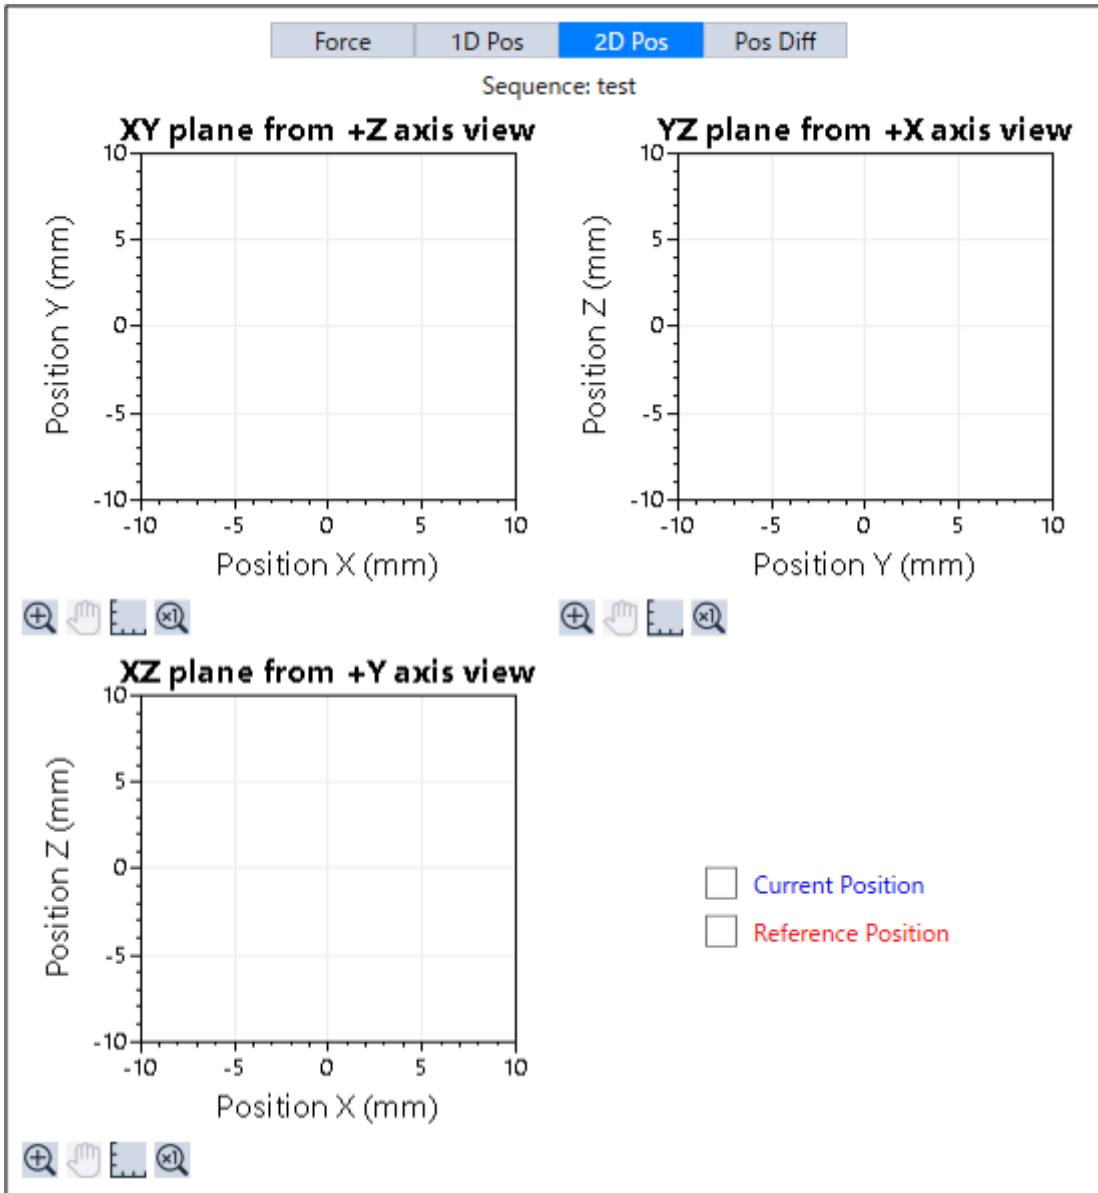 Force 1D Pos 2D Pos Pos Diff
Sequence: test
XY plane from +Z axis view
10
5
0
-5
-10
Position Y (mm)
-10 -5 0 5 10
Position X (mm)
YZ plane from +X axis view
10
5
0
-5
-10
Position Z (mm)
-10 -5 0 5 10
Position Y (mm)
×1
×1
XZ plane from +Y axis view
10
5
0
-5
-10
Position Z (mm)
-10 -5 0 5 10
Position X (mm)
×1
Current Position
Reference Position